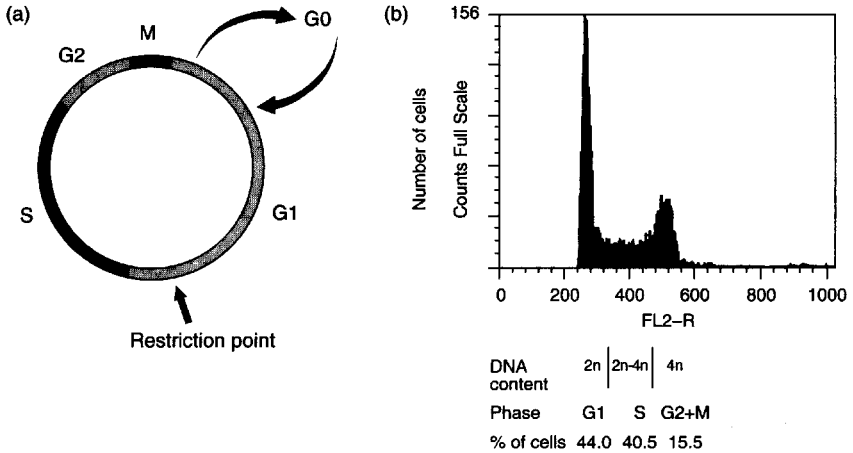 (a)
G0
M
G2
S
G1
Restriction point
(b)
156
Number of cells
Counts Full Scale
0 200 400 600 800 1000
FL2-R
DNA content 2n 2n-4n 4n
Phase G1 S G2+M
% of cells 44.0 40.5 15.5